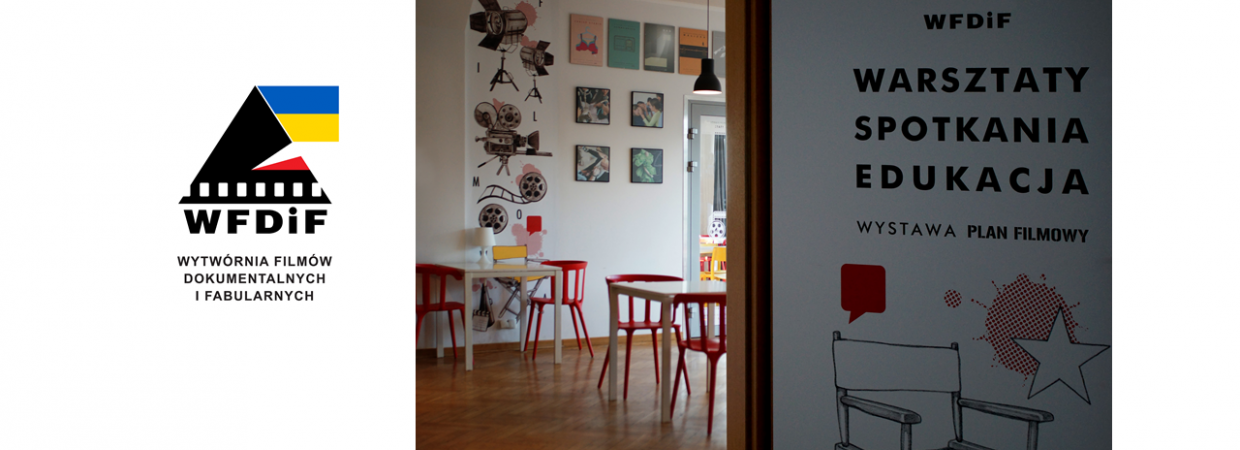 WFDiF
WYTWÓRNIA FILMÓW
DOKUMENTALNYCH
I FABULARNYCH
F
I
L
M
O
WFDiF
WARSZTATY
SPOTKANIA
EDUKACJA
WYSTAWA PLAN FILMOWY